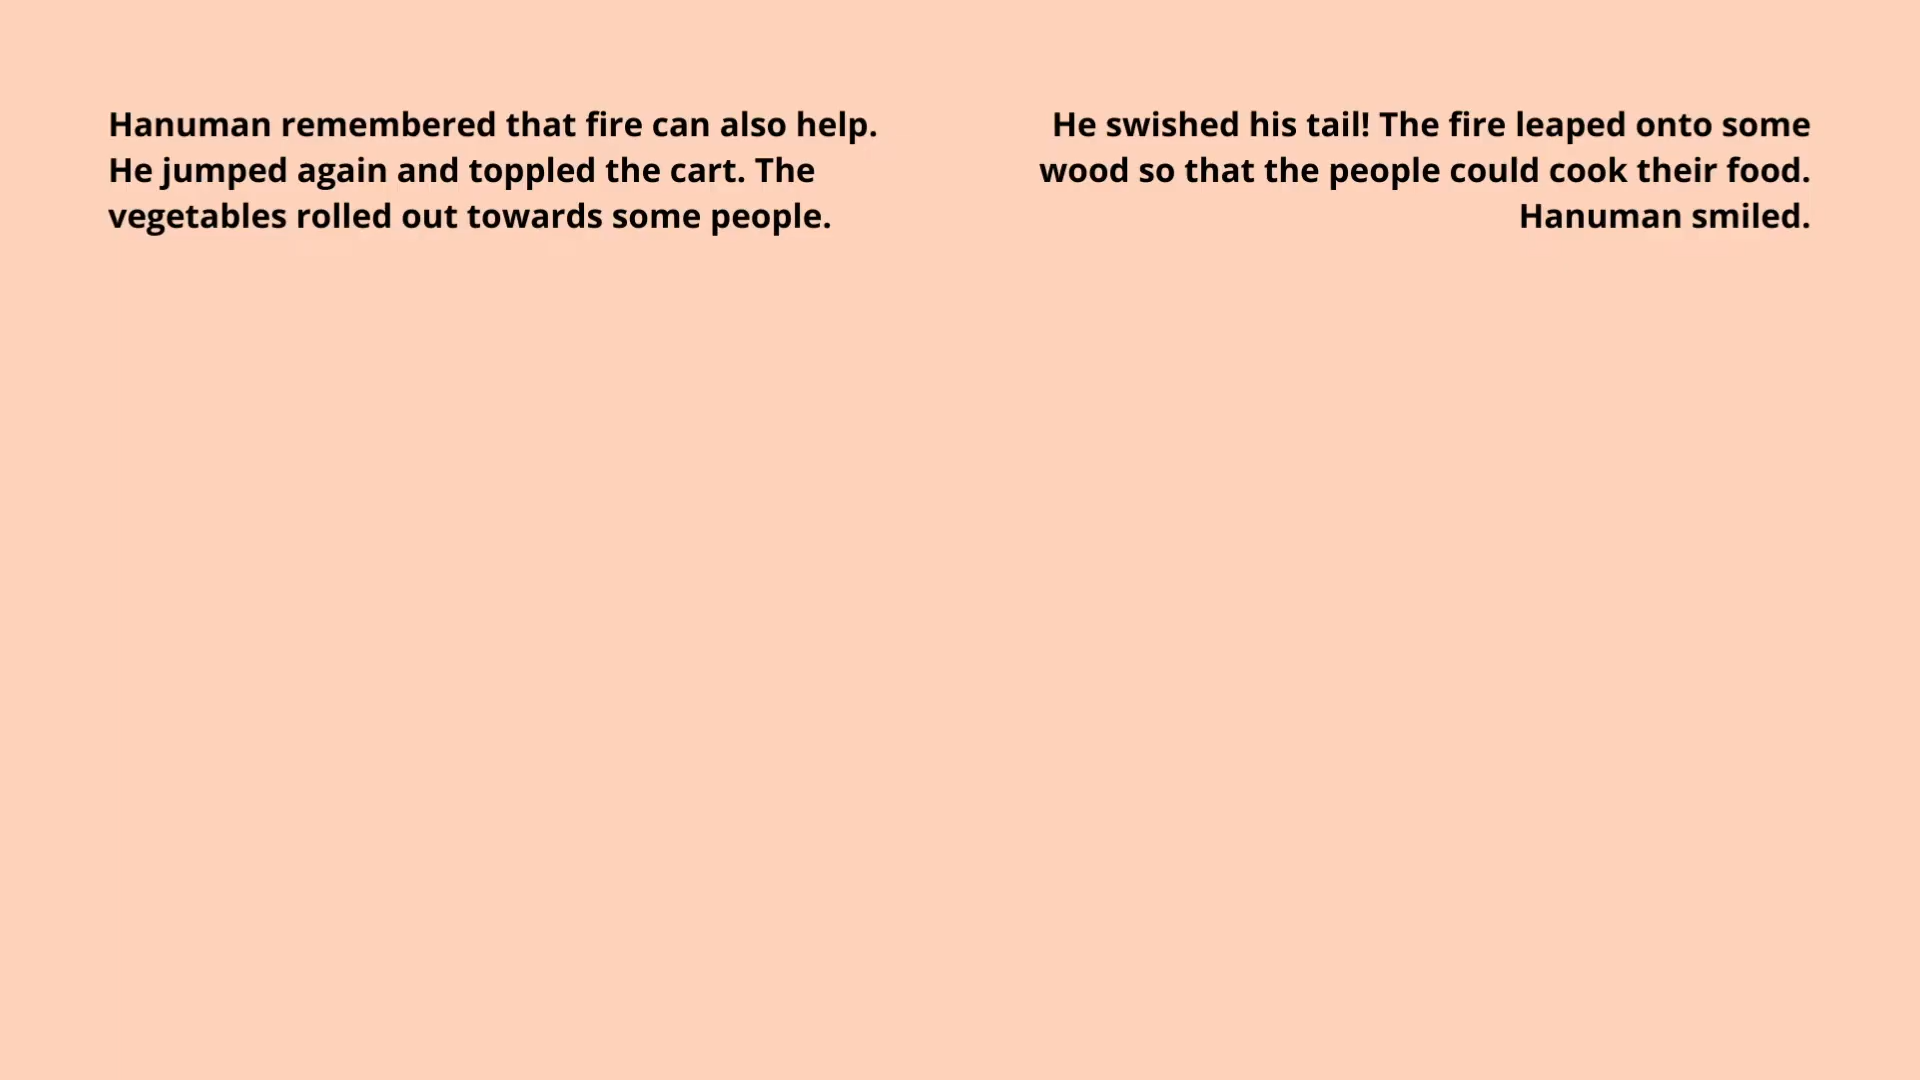 Hanuman remembered that fire can also help.
He jumped again and toppled the cart. The
vegetables rolled out towards some people.
He swished his tail! The fire leaped onto some
wood so that the people could cook their food.
Hanuman smiled.